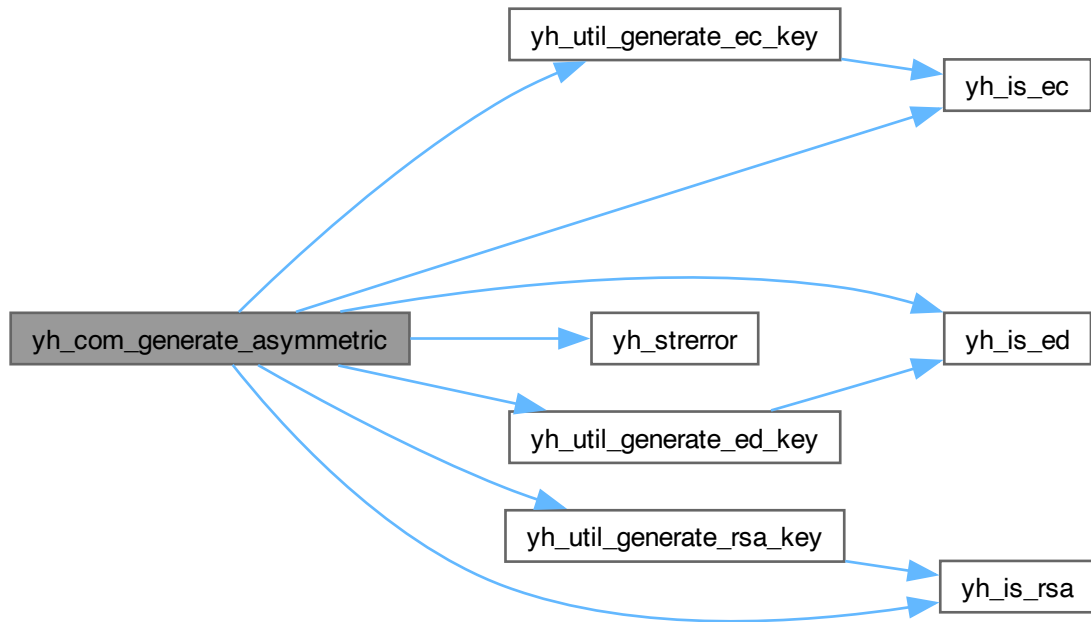 yh_util_generate_ec_key
yh_is_ec
yh_com_generate_asymmetric
yh_strerror
yh_is_ed
yh_util_generate_ed_key
yh_util_generate_rsa_key
yh_is_rsa